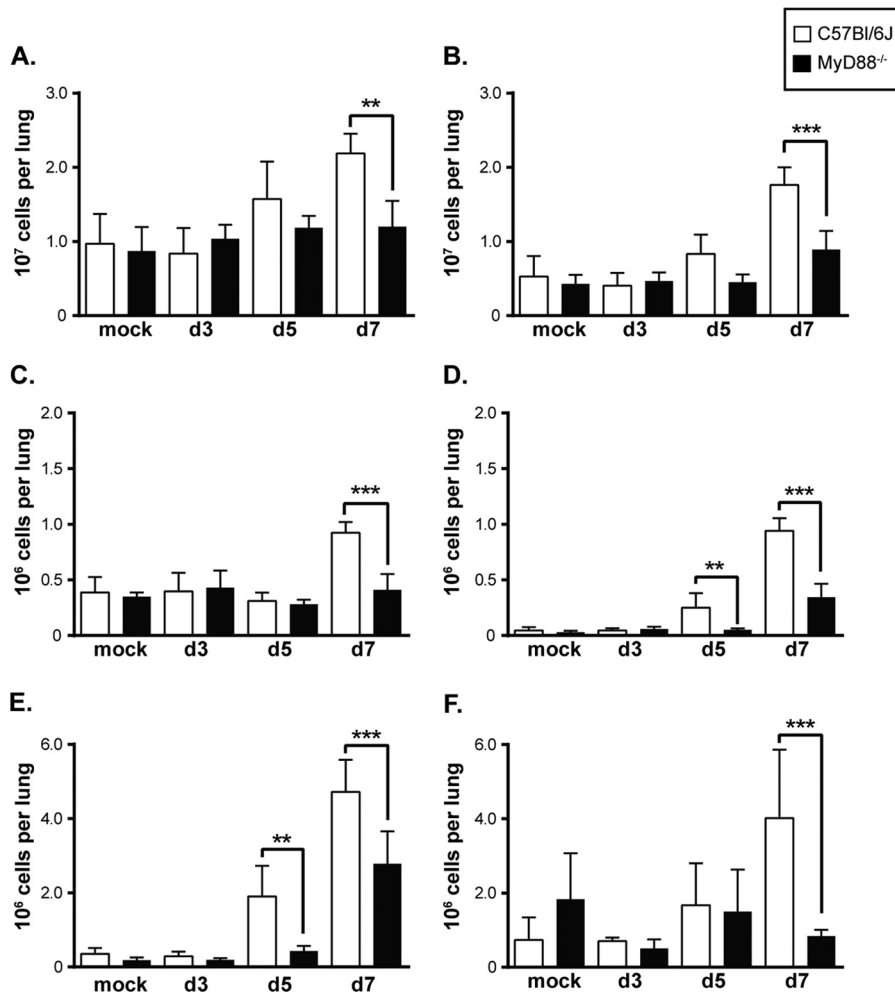 C57Bl/6J
MyD88-/-
A.
10⁷ cells per lung
3.0
2.0
1.0
0
**
mock d3 d5 d7
B.
10⁷ cells per lung
3.0
2.0
1.0
0
***
mock d3 d5 d7
C.
10⁶ cells per lung
2.0
1.5
1.0
0.5
0
***
mock d3 d5 d7
D.
10⁶ cells per lung
2.0
1.5
1.0
0.5
0
**
***
mock d3 d5 d7
E.
10⁶ cells per lung
6.0
4.0
2.0
0
**
***
mock d3 d5 d7
F.
10⁶ cells per lung
6.0
4.0
2.0
0
***
mock d3 d5 d7